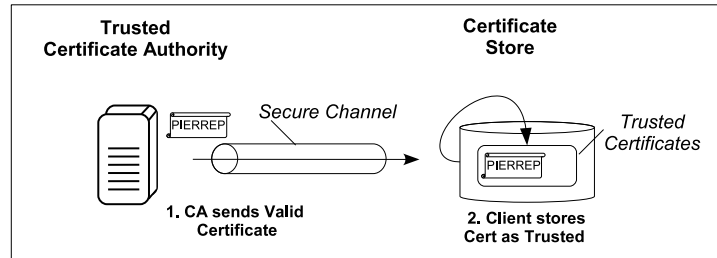 Trusted
Certificate Authority
Certificate
Store
PIERREP
Secure Channel
Trusted
Certificates
PIERREP
1. CA sends Valid
Certificate
2. Client stores
Cert as Trusted